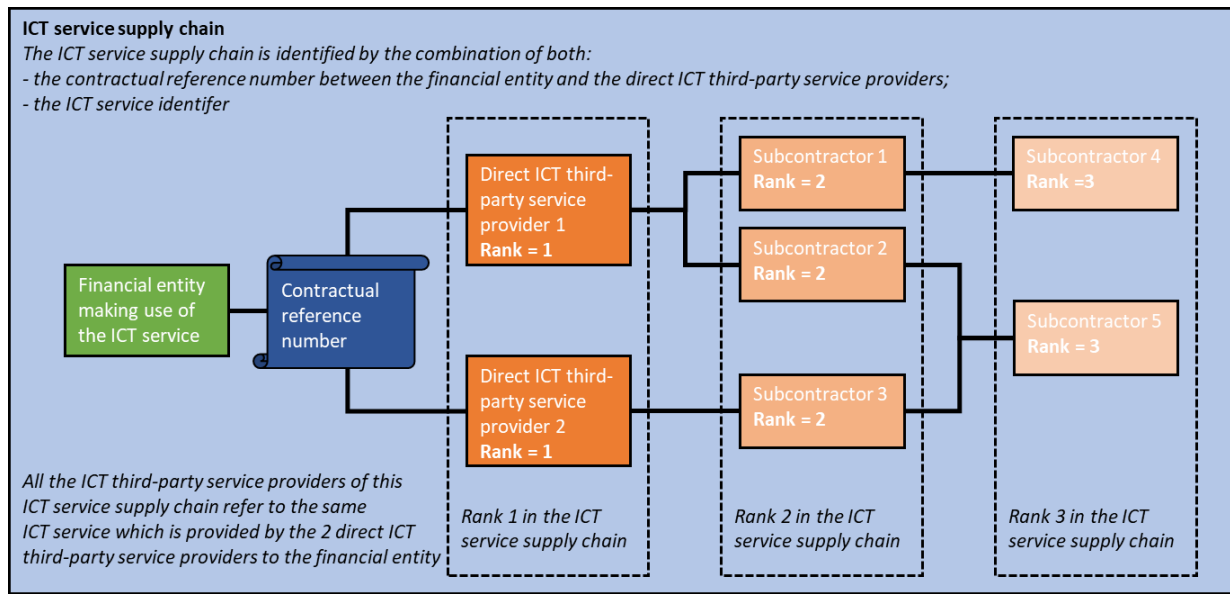 ICT service supply chain
The ICT service supply chain is identified by the combination of both:
- the contractual reference number between the financial entity and the direct ICT third-party service providers;
- the ICT service identifer
Financial entity
making use of
the ICT service
Contractual
reference
number
Direct ICT third-
party service
provider 1
Rank = 1
Direct ICT third-
party service
provider 2
Rank = 1
Subcontractor 1
Rank = 2
Subcontractor 2
Rank = 2
Subcontractor 3
Rank = 2
Subcontractor 4
Rank =3
Subcontractor 5
Rank = 3
All the ICT third-party service providers of this
ICT service supply chain refer to the same
ICT service which is provided by the 2 direct ICT
third-party service providers to the financial entity
Rank 1 in the ICT
service supply chain
Rank 2 in the ICT
service supply chain
Rank 3 in the ICT
service supply chain